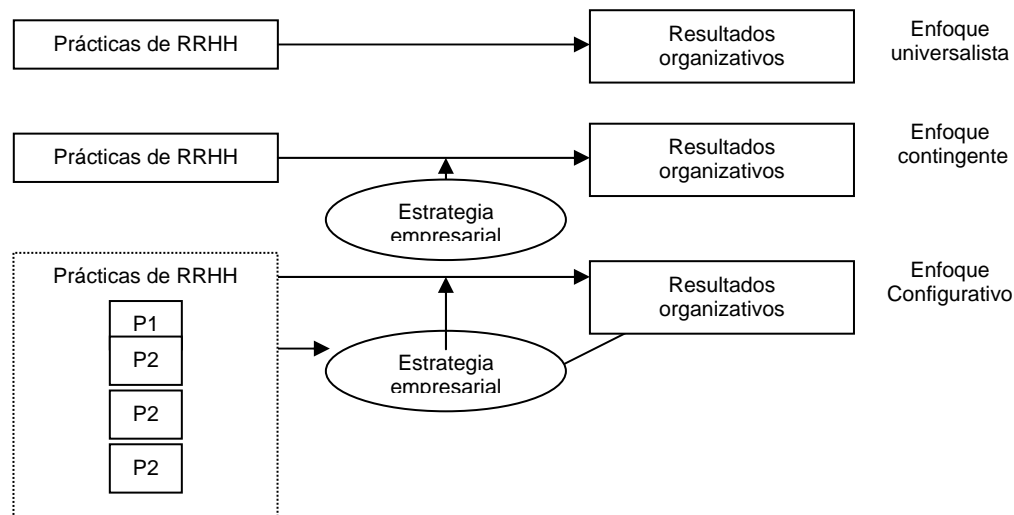 Prácticas de RRHH
Resultados
organizativos
Enfoque
universalista
Prácticas de RRHH
Resultados
organizativos
Enfoque
contingente
Estrategia
empresarial
Prácticas de RRHH
Resultados
organizativos
Enfoque
Configurativo
P1
P2
Estrategia
empresarial
P2
P2